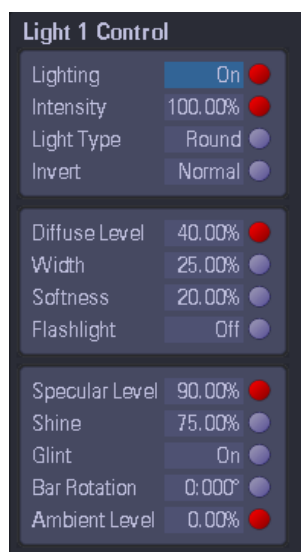 Light 1 Control
Lighting On
Intensity 100.00%
Light Type Round
Invert Normal
Diffuse Level 40.00%
Width 25.00%
Softness 20.00%
Flashlight Off
Specular Level 90.00%
Shine 75.00%
Glint On
Bar Rotation 0:000°
Ambient Level 0.00%